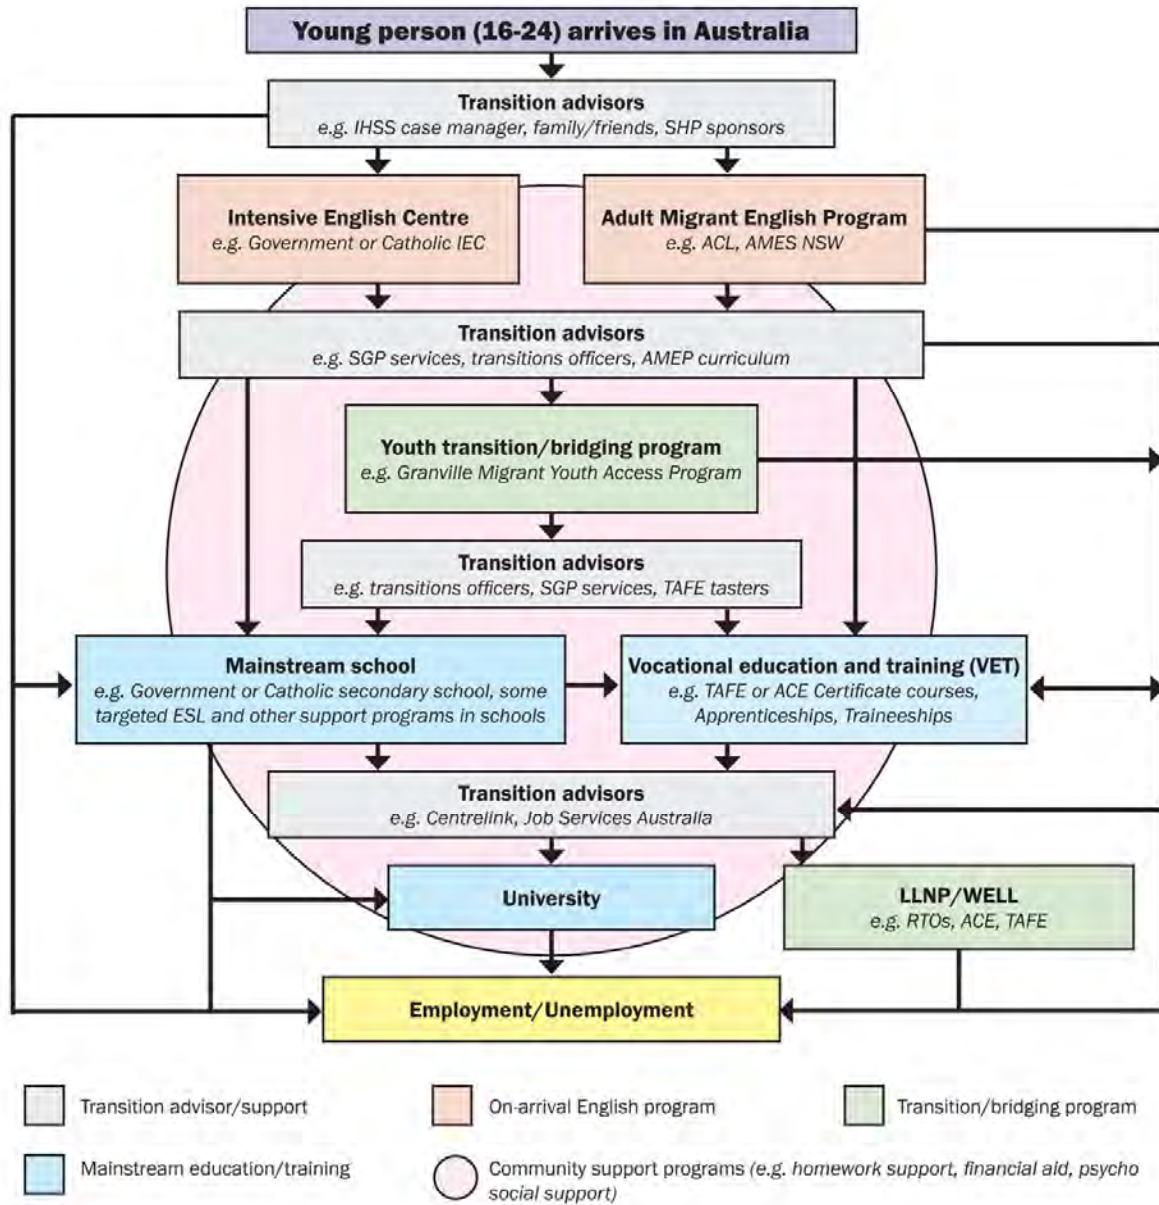 Young person (16-24) arrives in Australia
Transition advisors
e.g. IHSS case manager, family/friends, SHP sponsors
Intensive English Centre
e.g. Government or Catholic IEC
Adult Migrant English Program
e.g. ACL, AMES NSW
Transition advisors
e.g. SGP services, transitions officers, AMEP curriculum
Youth transition/bridging program
e.g. Granville Migrant Youth Access Program
Transition advisors
e.g. transitions officers, SGP services, TAFE tasters
Mainstream school
e.g. Government or Catholic secondary school, some
targeted ESL and other support programs in schools
Vocational education and training (VET)
e.g. TAFE or ACE Certificate courses,
Apprenticeships, Traineeships
Transition advisors
e.g. Centrelink, Job Services Australia
University
LLNP/WELL
e.g. RTOs, ACE, TAFE
Employment/Unemployment
Transition advisor/support
On-arrival English program
Transition/bridging program
Mainstream education/training
Community support programs (e.g. homework support, financial aid, psycho
social support)